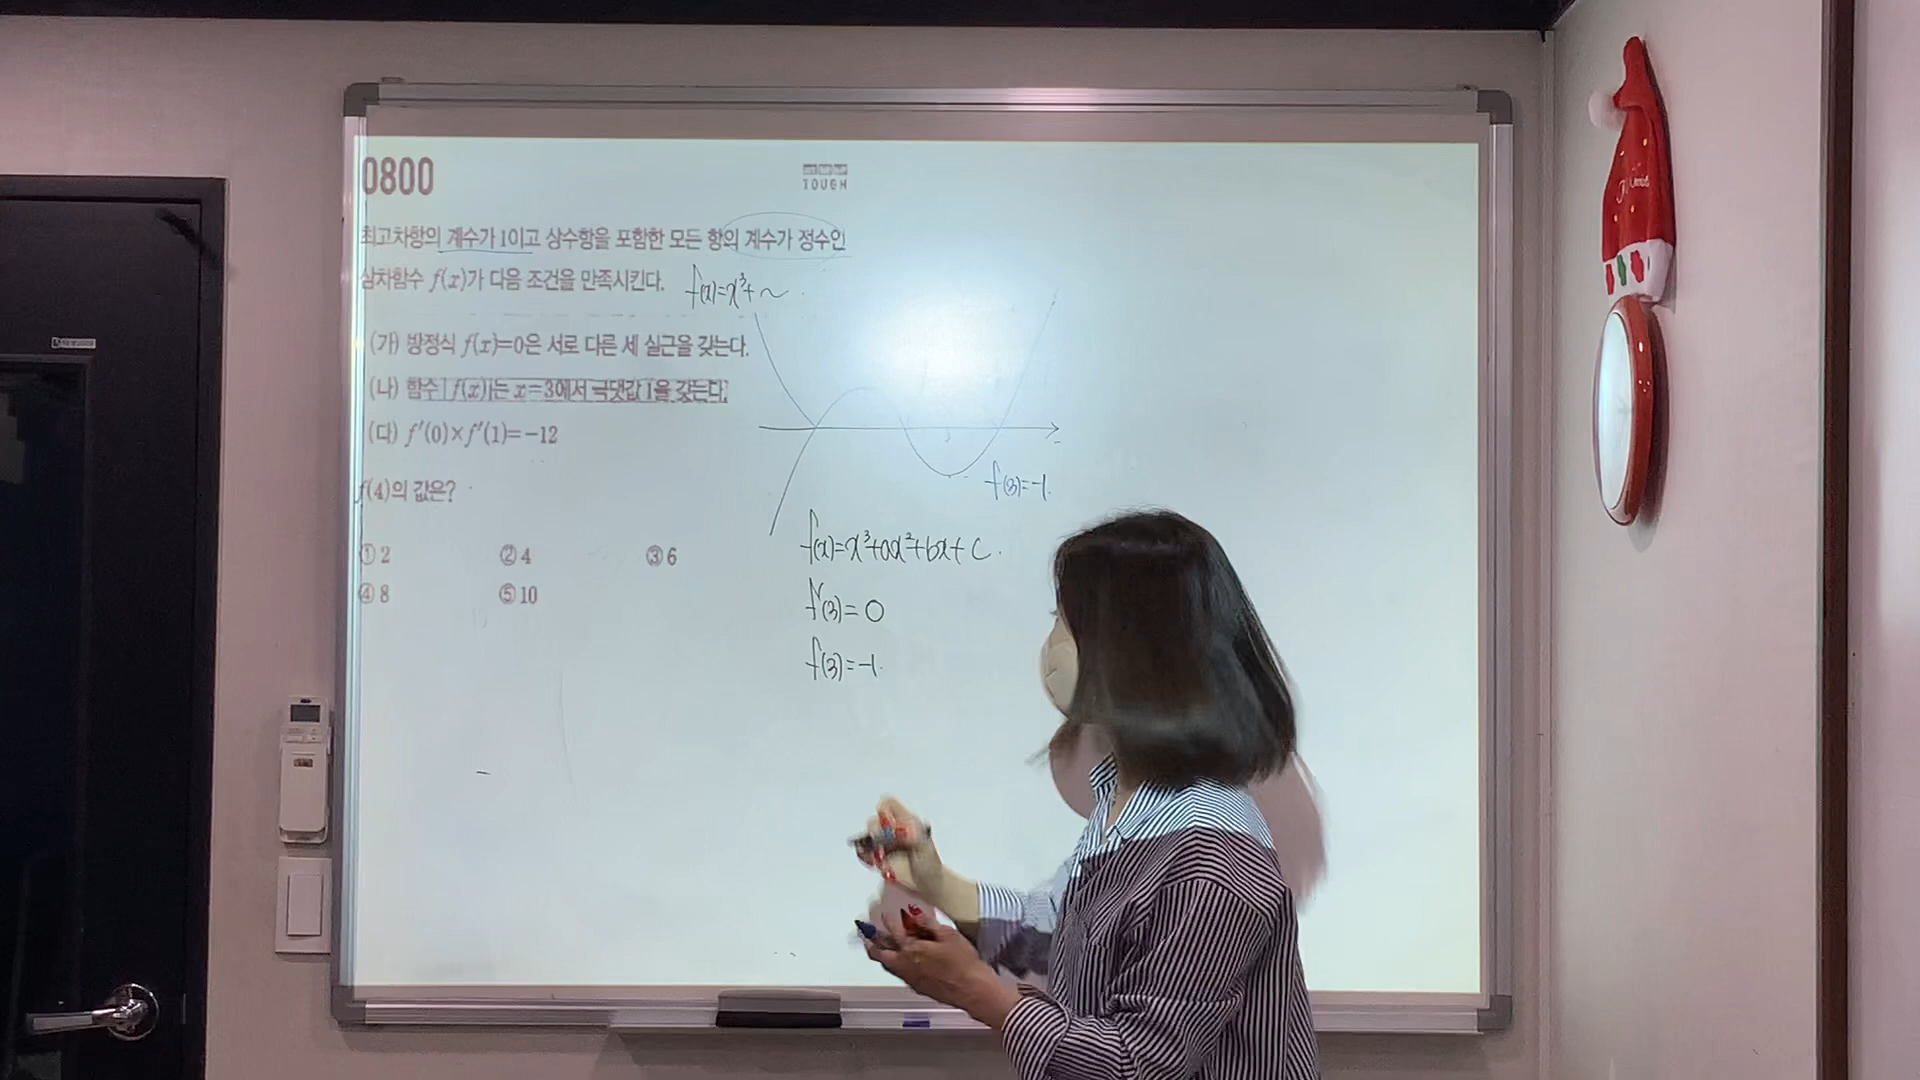 0800
TOUGH
최고차항의 계수가 1이고 상수항을 포함한 모든 항의 계수가 정수인
삼차함수 f(x)가 다음 조건을 만족시킨다.
f(x)=x³+~
(가) 방정식 f(x)=0은 서로 다른 세 실근을 갖는다.
(나) 함수 |f(x)|는 x=3에서 극댓값 1을 갖는다.
(다) f'(0)×f'(1)=-12
f(4)의 값은?
① 2 ② 4 ③ 6
④ 8 ⑤ 10
3
f(3)=-1.
f(x)=x³+ax²+bx+c.
f'(3)=0
f(3)=-1.